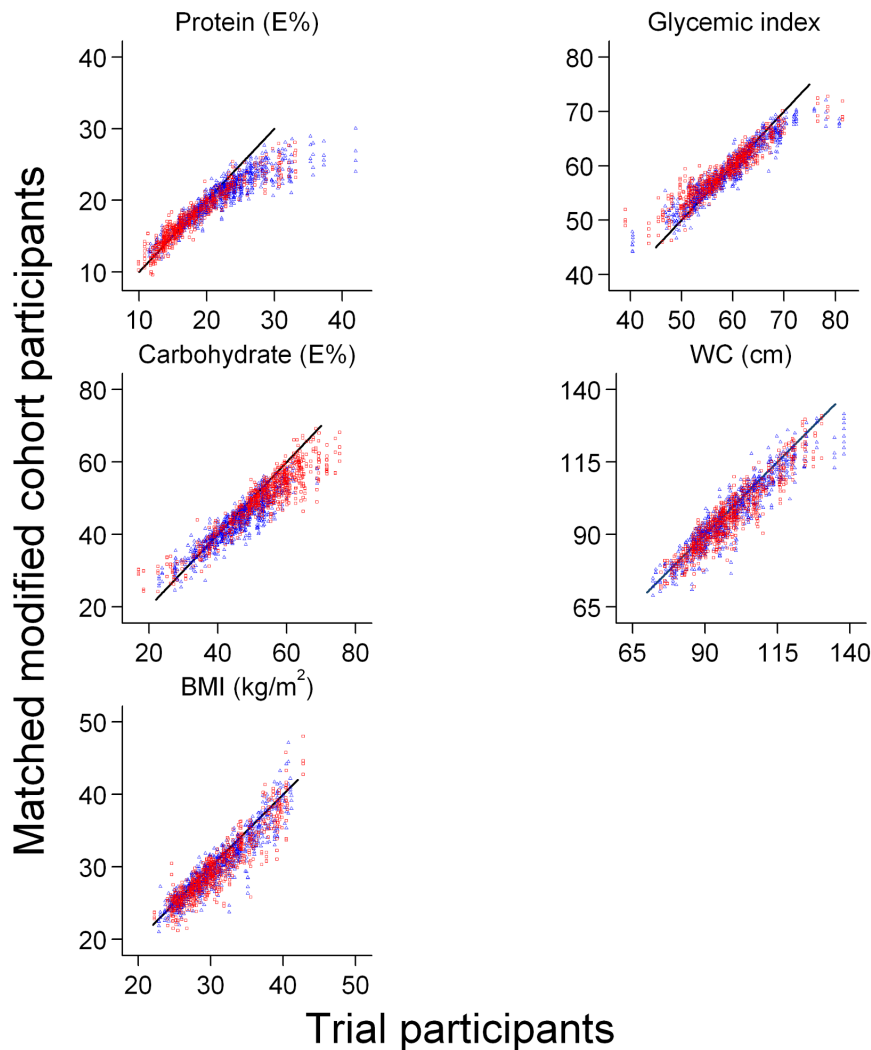 Protein (E%)
40
30
20
10
10 20 30 40
Glycemic index
80
70
60
50
40
40 50 60 70 80
Carbohydrate (E%)
80
60
40
20
20 40 60 80
WC (cm)
140
115
90
65
65 90 115 140
BMI (kg/m²)
50
40
30
20
20 30 40 50
Matched modified cohort participants
Trial participants